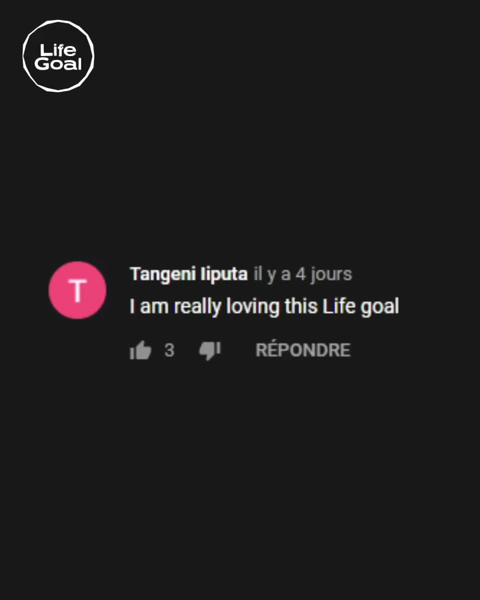 Life
Goal
Tangeni Iiputa il y a 4 jours
I am really loving this Life goal
3 RÉPONDRE
T